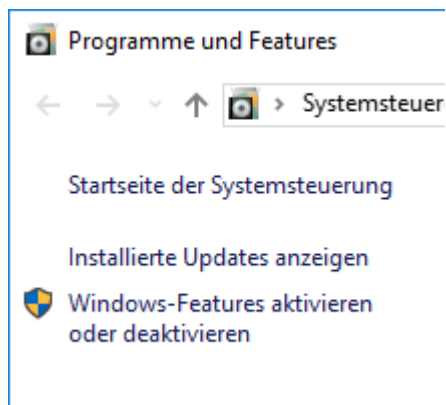 Programme und Features
Systemsteuer
Startseite der Systemsteuerung
Installierte Updates anzeigen
Windows-Features aktivieren
oder deaktivieren